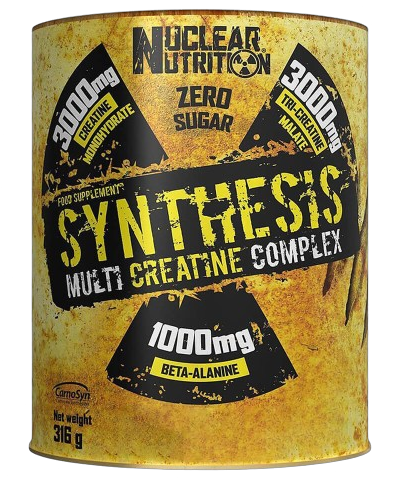 NUCLEAR
NUTRITION
3000mg
CREATINE
MONOHYDRATE
ZERO
SUGAR
3000mg
TRI-CREATINE
MALATE
FOOD SUPPLEMENT
SYNTHESIS
MULTI CREATINE COMPLEX
1000mg
BETA-ALANINE
CarnoSyn
Net weight
316 g